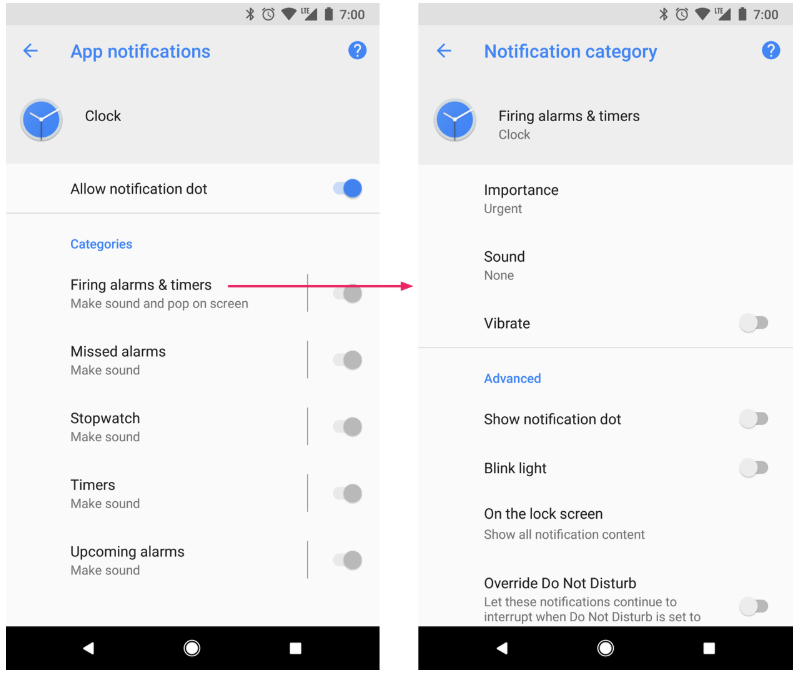 LTE 7:00
App notifications
?
Clock
Allow notification dot
Categories
Firing alarms & timers
Make sound and pop on screen
Missed alarms
Make sound
Stopwatch
Make sound
Timers
Make sound
Upcoming alarms
Make sound
LTE 7:00
Notification category
?
Firing alarms & timers
Clock
Importance
Urgent
Sound
None
Vibrate
Advanced
Show notification dot
Blink light
On the lock screen
Show all notification content
Override Do Not Disturb
Let these notifications continue to
interrupt when Do Not Disturb is set to